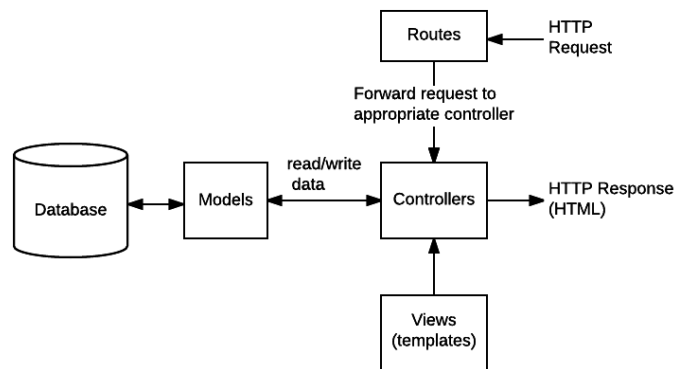 Routes
HTTP
Request
Forward request to
appropriate controller
read/write
data
Database
Models
Controllers
HTTP Response
(HTML)
Views
(templates)